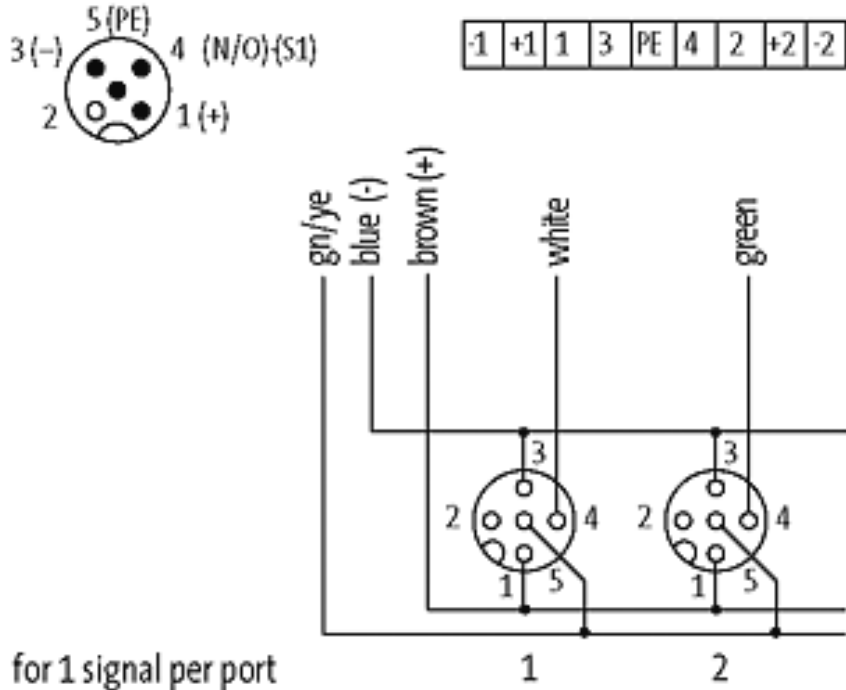 5 (PE)
3 (–) 4 (N/O)-(S1)
2 1 (+)
-1 +1 1 3 PE 4 2 +2 -2
gn/ye
blue (-)
brown (+)
white
green
3 3
2 4 2 4
1 5 1 5
for 1 signal per port 1 2